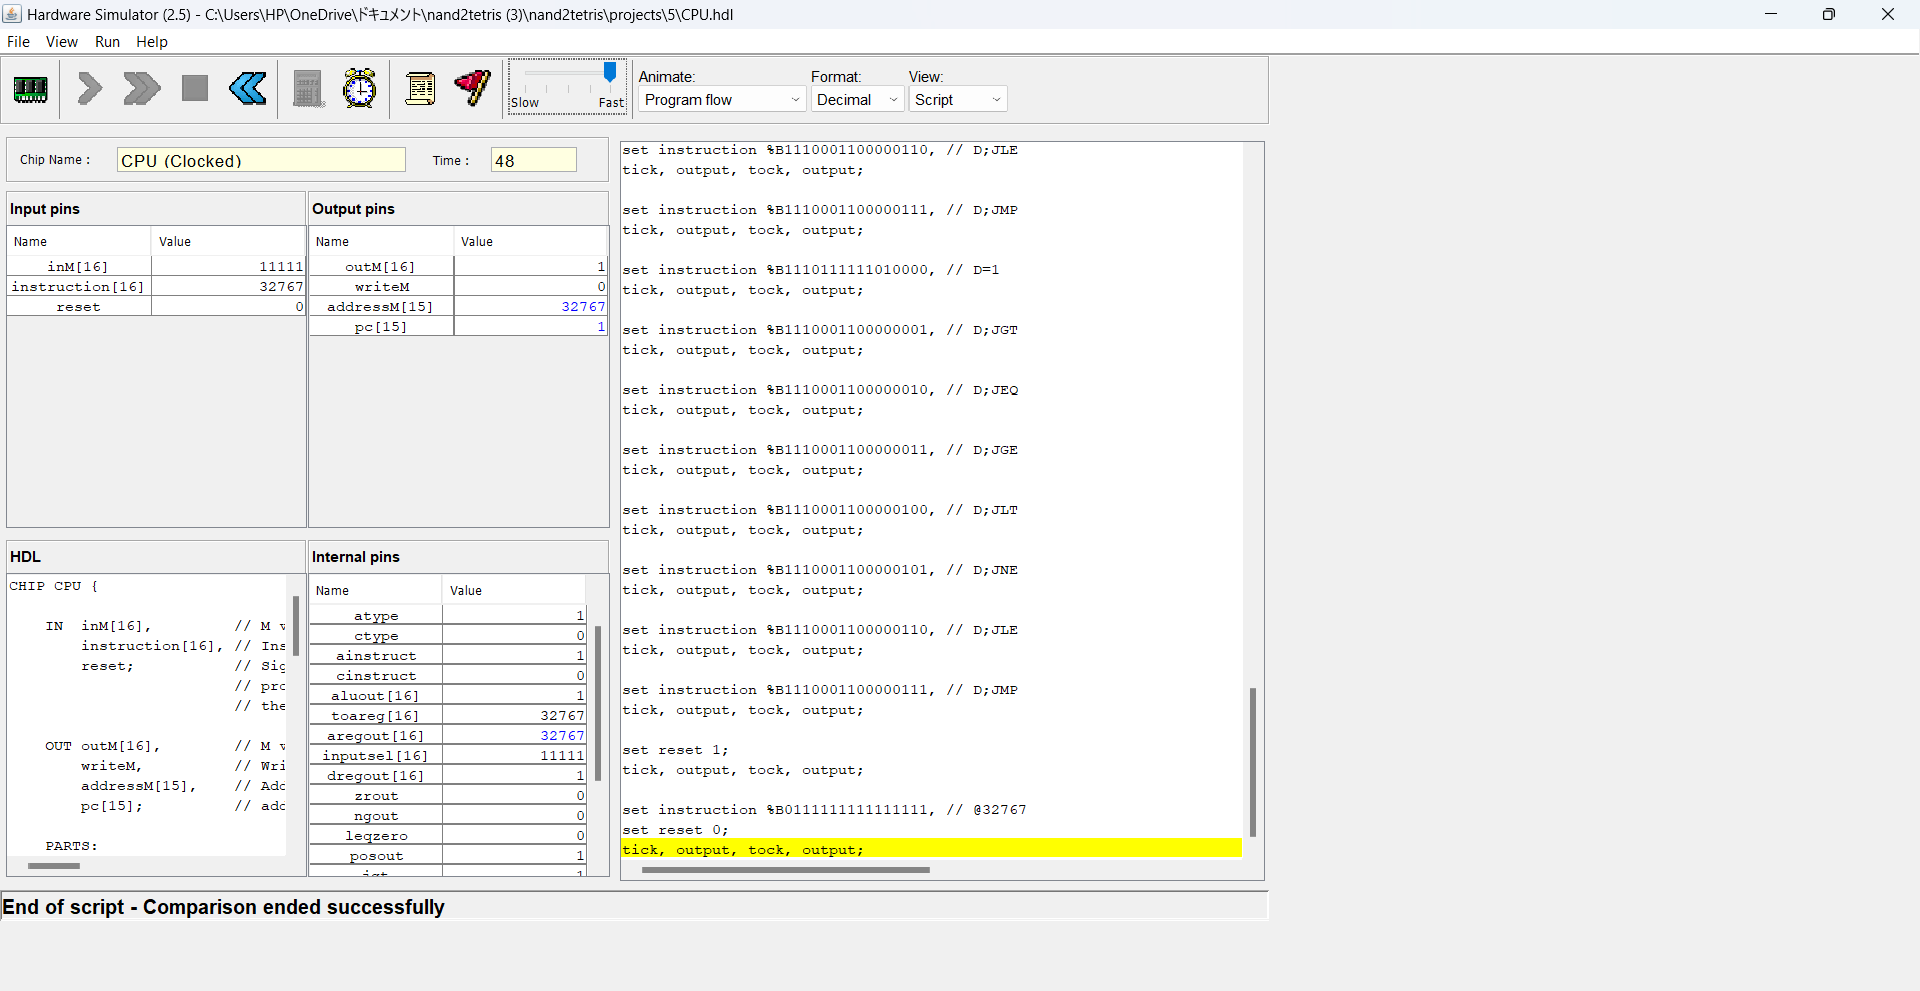 Hardware Simulator (2.5) - C:\Users\HP\OneDrive\ドキュメント\nand2tetris (3)\nand2tetris\projects\5\CPU.hdl
File View Run Help
Slow Fast
Animate: Format: View:
Program flow Decimal Script
Chip Name : CPU (Clocked) Time : 48
Input pins
Name Value
inM[16] 11111
instruction[16] 32767
reset 0
Output pins
Name Value
outM[16] 1
writeM 0
addressM[15] 32767
pc[15] 1
HDL
CHIP CPU {
IN inM[16], // M
instruction[16], // Ins
reset; // Sig
// pro
// the
OUT outM[16], // M
writeM, // Wri
addressM[15], // Add
pc[15]; // add
PARTS:
Internal pins
Name Value
atype 1
ctype 0
ainstruct 1
cinstruct 0
aluout[16] 1
toareg[16] 32767
aregout[16] 32767
inputsel[16] 11111
dregout[16] 1
zrout 0
ngout 0
leqzero 0
posout 1
set instruction %B1110001100000110, // D;JLE
tick, output, tock, output;
set instruction %B1110001100000111, // D;JMP
tick, output, tock, output;
set instruction %B1110111111010000, // D=1
tick, output, tock, output;
set instruction %B1110001100000001, // D;JGT
tick, output, tock, output;
set instruction %B1110001100000010, // D;JEQ
tick, output, tock, output;
set instruction %B1110001100000011, // D;JGE
tick, output, tock, output;
set instruction %B1110001100000100, // D;JLT
tick, output, tock, output;
set instruction %B1110001100000101, // D;JNE
tick, output, tock, output;
set instruction %B1110001100000110, // D;JLE
tick, output, tock, output;
set instruction %B1110001100000111, // D;JMP
tick, output, tock, output;
set reset 1;
tick, output, tock, output;
set instruction %B0111111111111111, // @32767
set reset 0;
tick, output, tock, output;
End of script - Comparison ended successfully